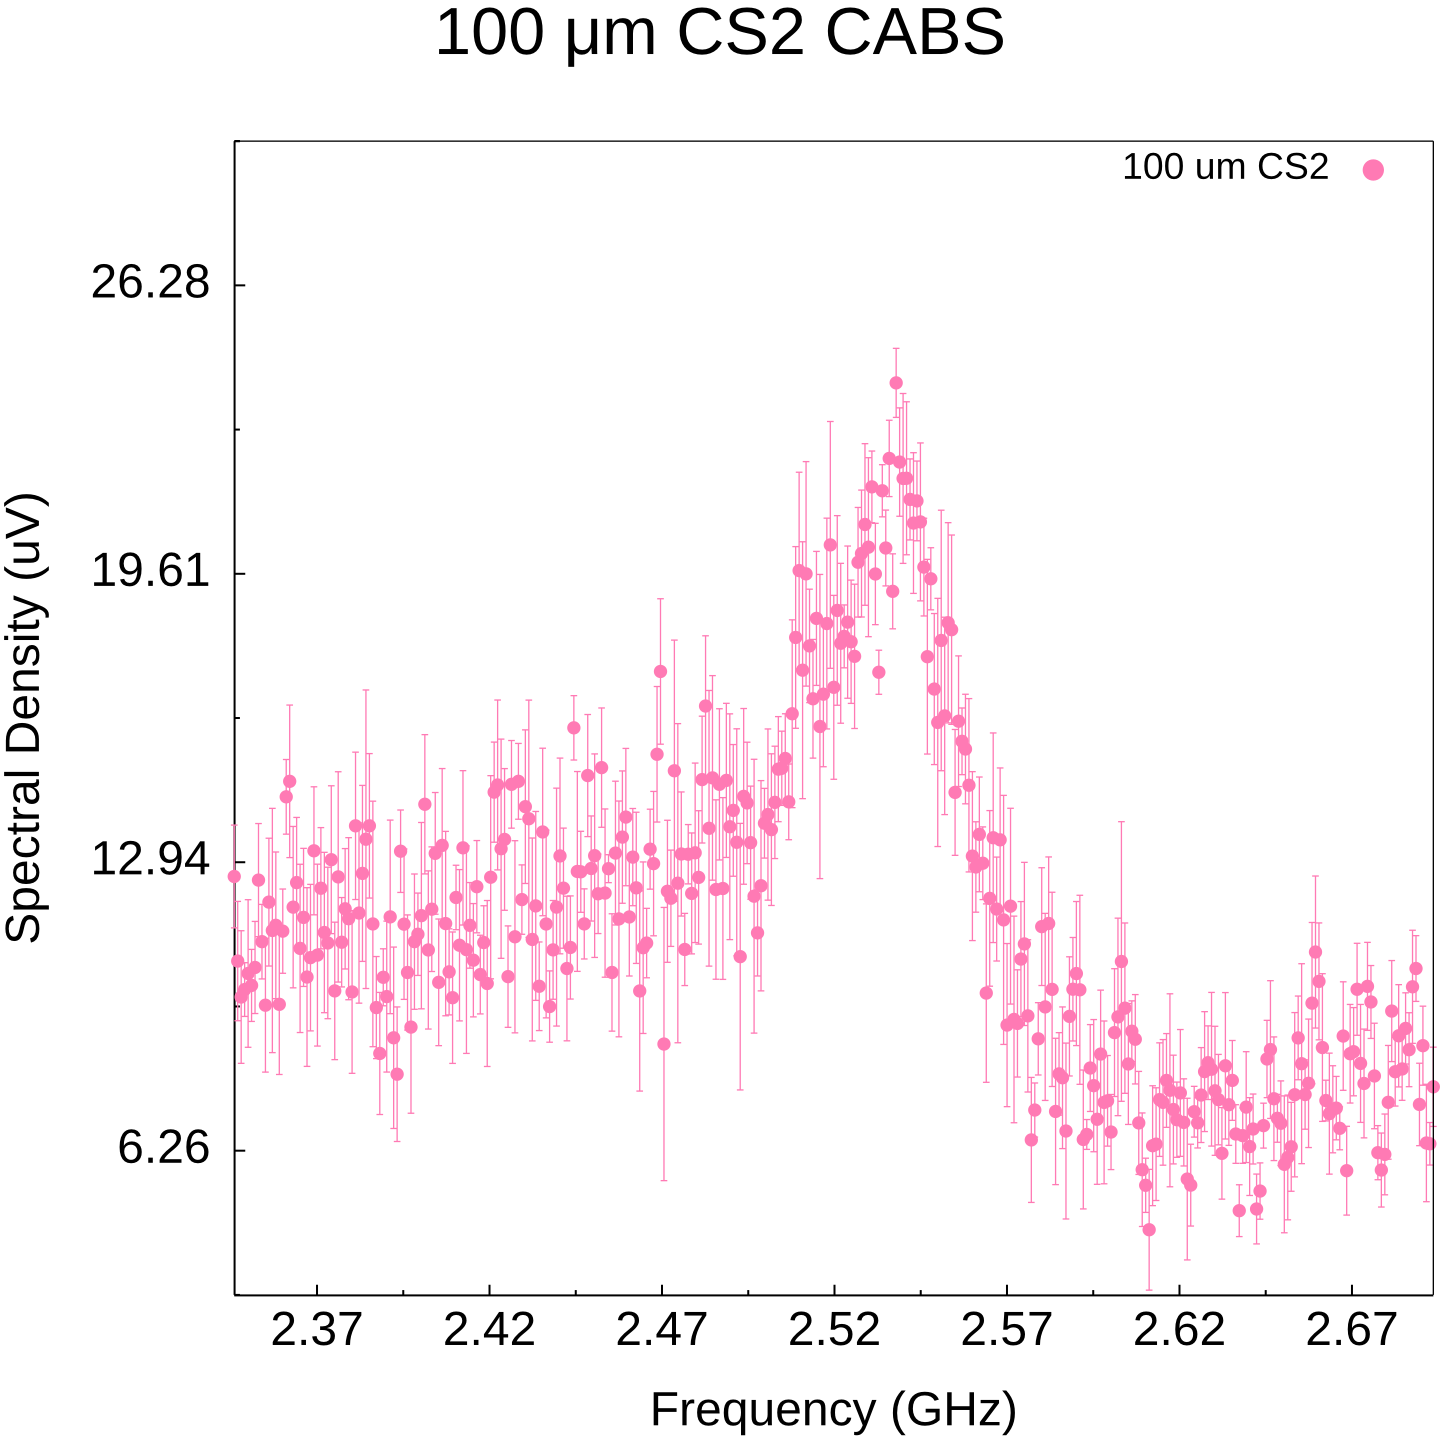 100 μm CS2 CABS
100 um CS2
26.28
19.61
12.94
6.26
Spectral Density (uV)
2.37 2.42 2.47 2.52 2.57 2.62 2.67
Frequency (GHz)